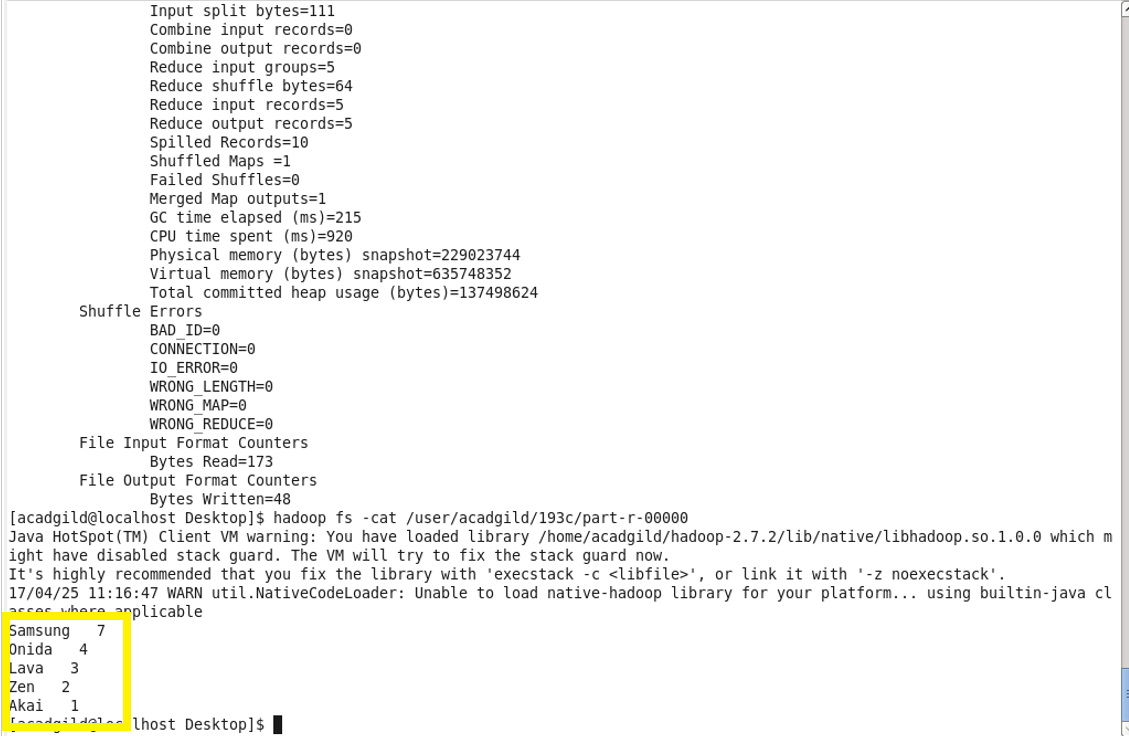 Input split bytes=111
Combine input records=0
Combine output records=0
Reduce input groups=5
Reduce shuffle bytes=64
Reduce input records=5
Reduce output records=5
Spilled Records=10
Shuffled Maps =1
Failed Shuffles=0
Merged Map outputs=1
GC time elapsed (ms)=215
CPU time spent (ms)=920
Physical memory (bytes) snapshot=229023744
Virtual memory (bytes) snapshot=635748352
Total committed heap usage (bytes)=137498624
Shuffle Errors
BAD_ID=0
CONNECTION=0
IO_ERROR=0
WRONG_LENGTH=0
WRONG_MAP=0
WRONG_REDUCE=0
File Input Format Counters
Bytes Read=173
File Output Format Counters
Bytes Written=48
[acadgild@localhost Desktop]$ hadoop fs -cat /user/acadgild/193c/part-r-00000
Java HotSpot(TM) Client VM warning: You have loaded library /home/acadgild/hadoop-2.7.2/lib/native/libhadoop.so.1.0.0 which m
ight have disabled stack guard. The VM will try to fix the stack guard now.
It's highly recommended that you fix the library with 'execstack -c <libfile>', or link it with '-z noexecstack'.
17/04/25 11:16:47 WARN util.NativeCodeLoader: Unable to load native-hadoop library for your platform... using builtin-java cl
asses where applicable
Samsung   7
Onida   4
Lava   3
Zen   2
Akai   1
[acadgild@localhost Desktop]$